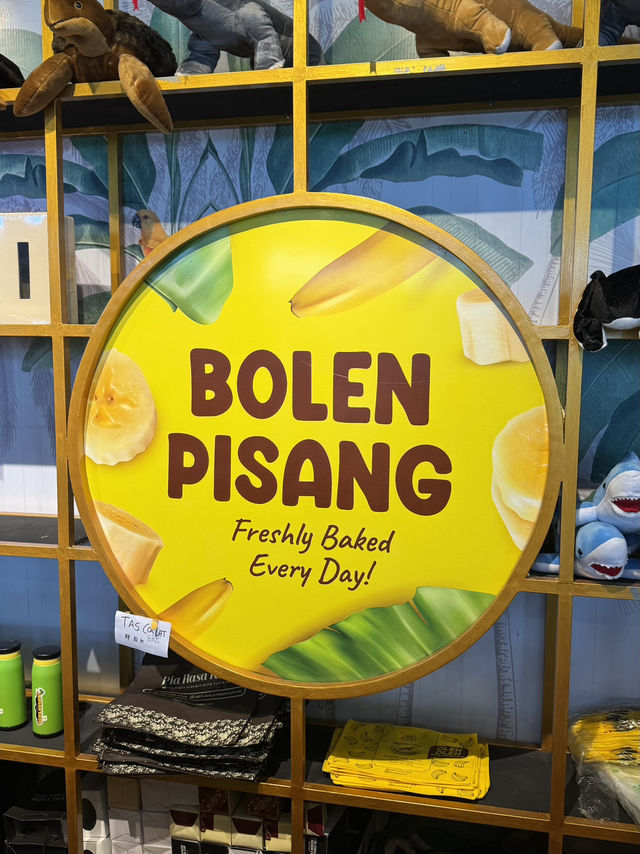 BOLEN
PISANG
Freshly Baked
Every Day!
TAS COKLAT
Pia Rasa